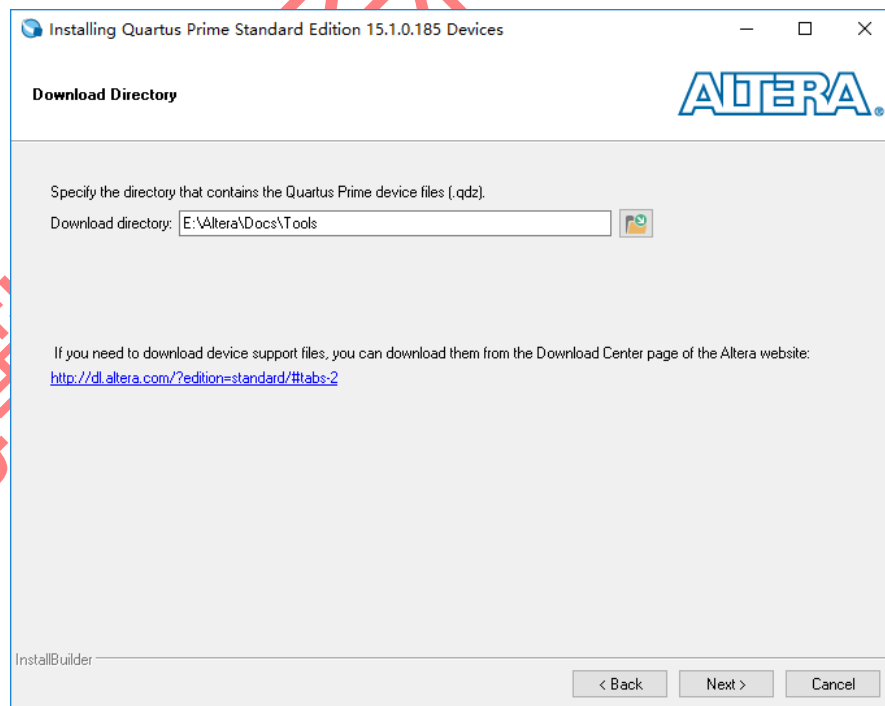 Installing Quartus Prime Standard Edition 15.1.0.185 Devices
Download Directory
ALTERA®
Specify the directory that contains the Quartus Prime device files (.qdz).
Download directory: E:\Altera\Docs\Tools
If you need to download device support files, you can download them from the Download Center page of the Altera website:
http://dl.altera.com/?edition=standard/#tabs-2
InstallBuilder
< Back Next > Cancel